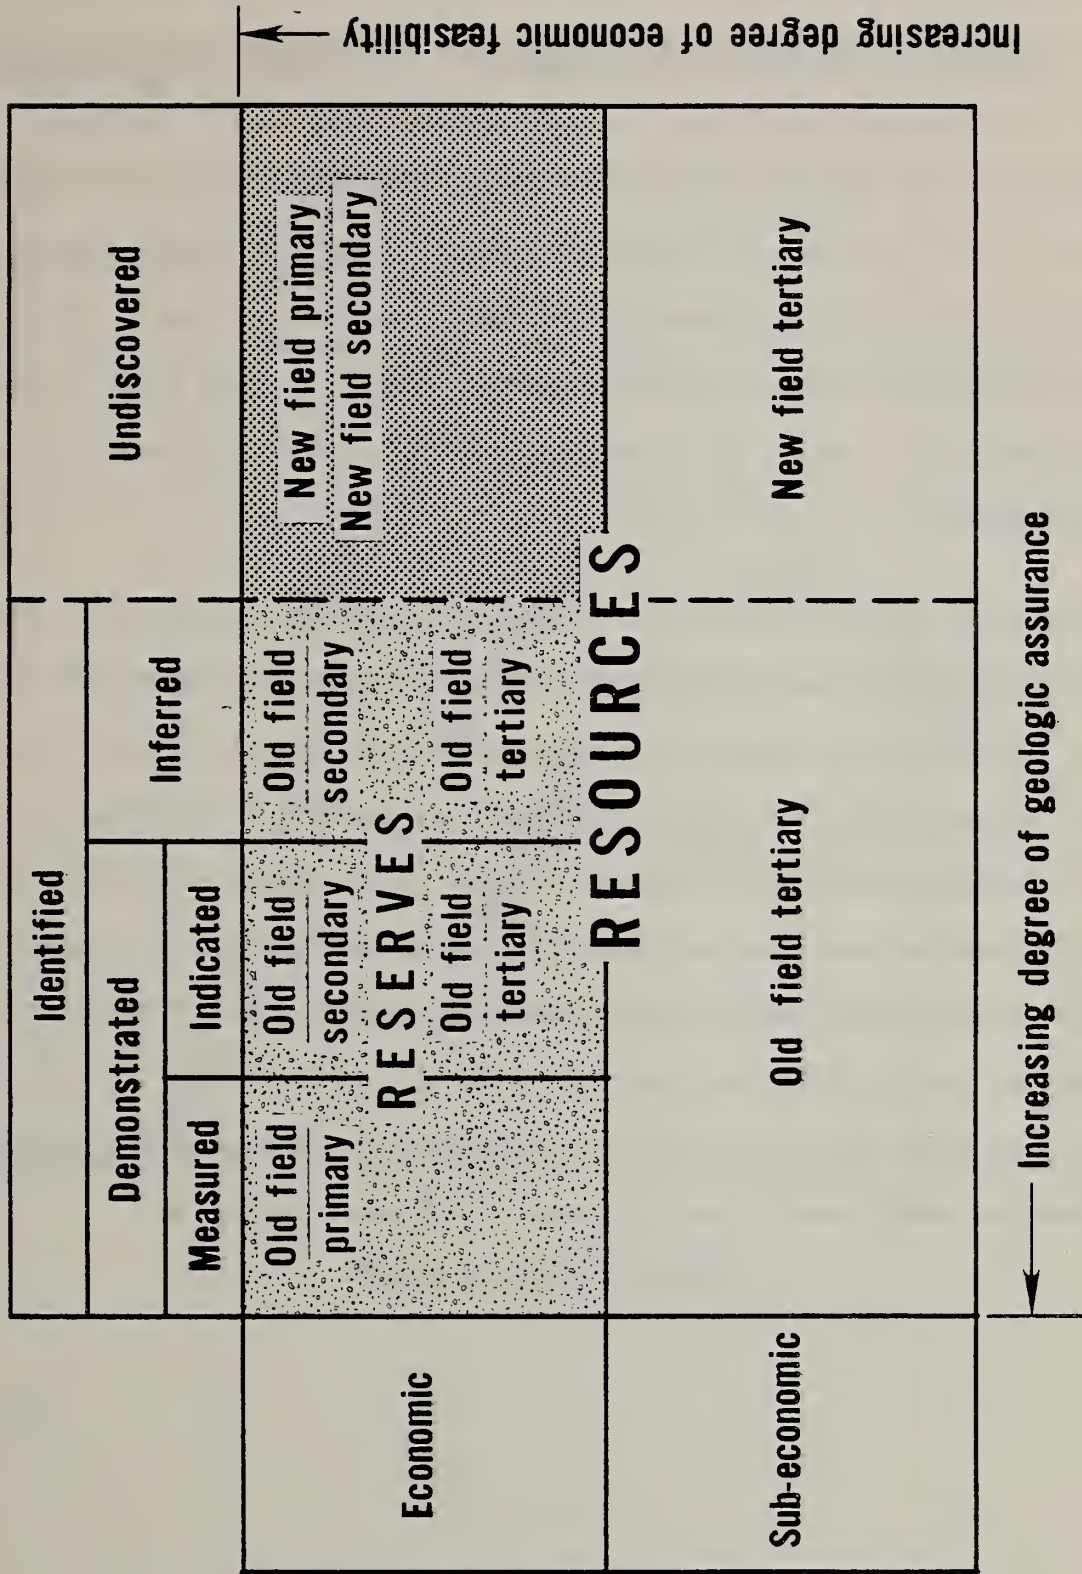 Identified
Undiscovered
Demonstrated
Inferred
Measured
Indicated
Economic
Old field
primary
Old field
secondary
Old field
secondary
New field primary
New field secondary
RESERVES
Old field
tertiary
Old field
tertiary
RESOURCES
Sub-economic
Old field tertiary
New field tertiary
Increasing degree of geologic assurance
Increasing degree of economic feasibility